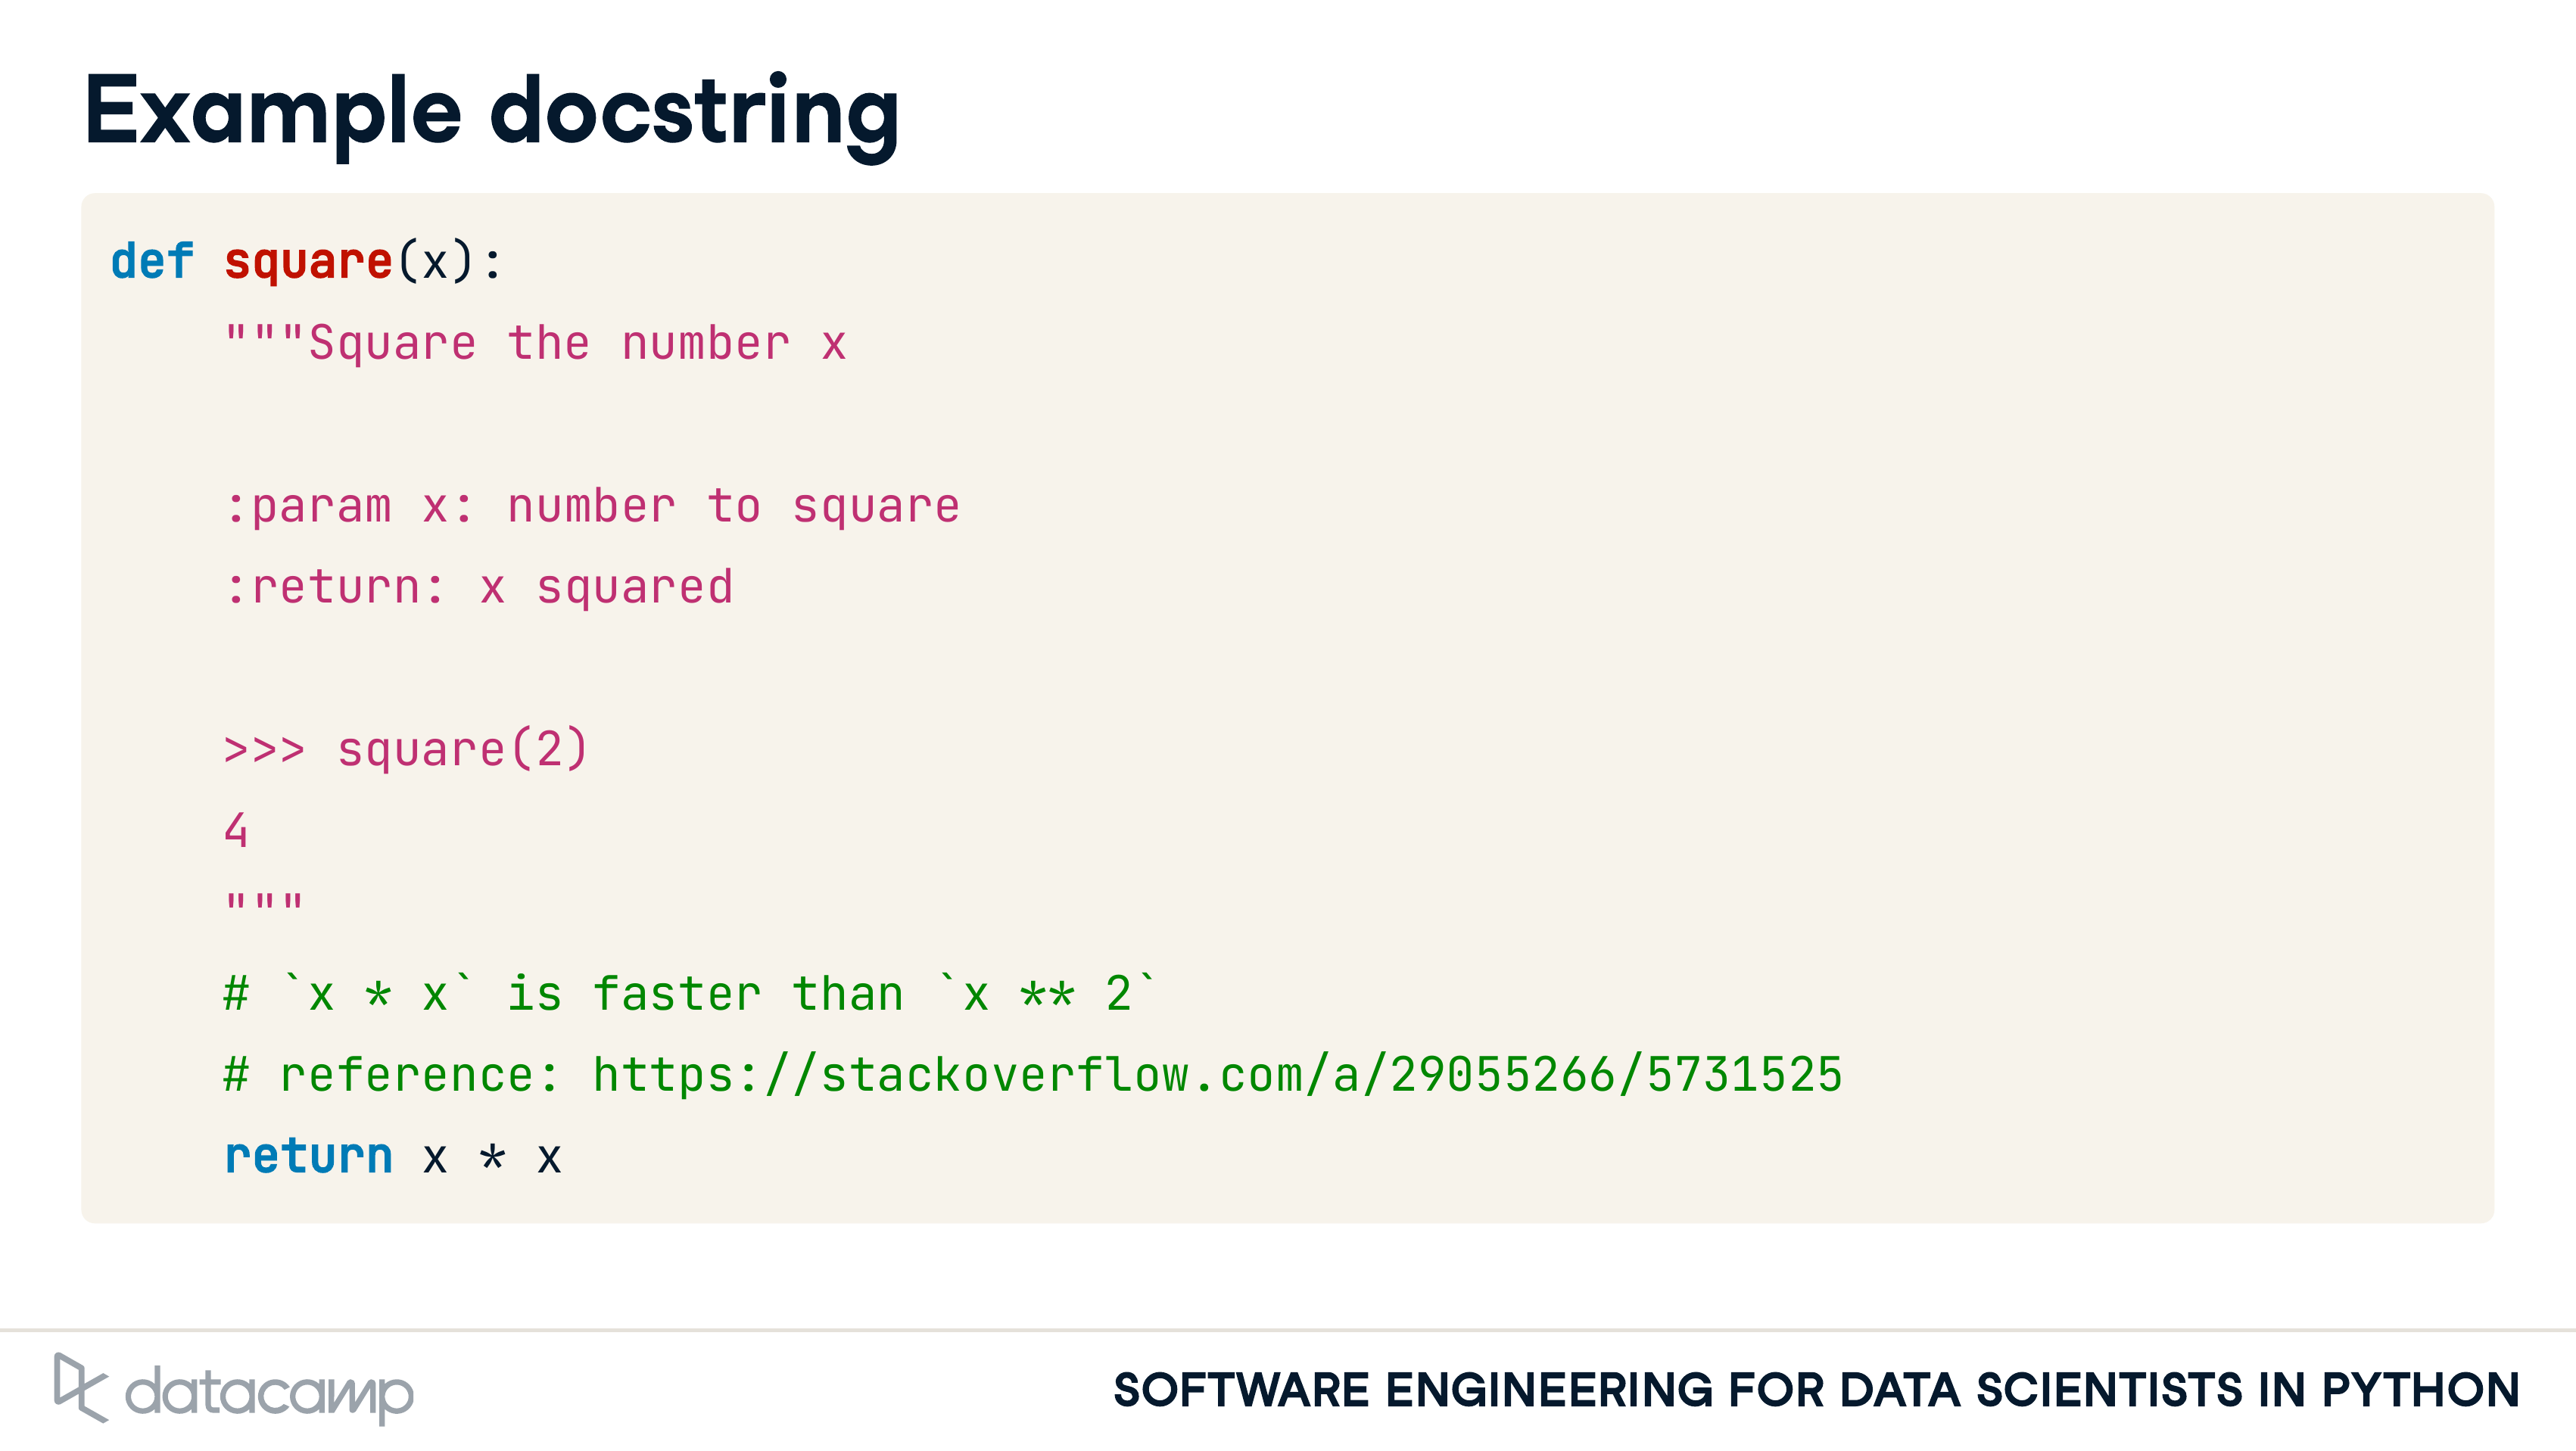 Example docstring
def square(x):
    """Square the number x

    :param x: number to square
    :return: x squared

    >>> square(2)
    4
    """
    # `x * x` is faster than `x ** 2`
    # reference: https://stackoverflow.com/a/29055266/5731525
    return x * x
datacamp
SOFTWARE ENGINEERING FOR DATA SCIENTISTS IN PYTHON